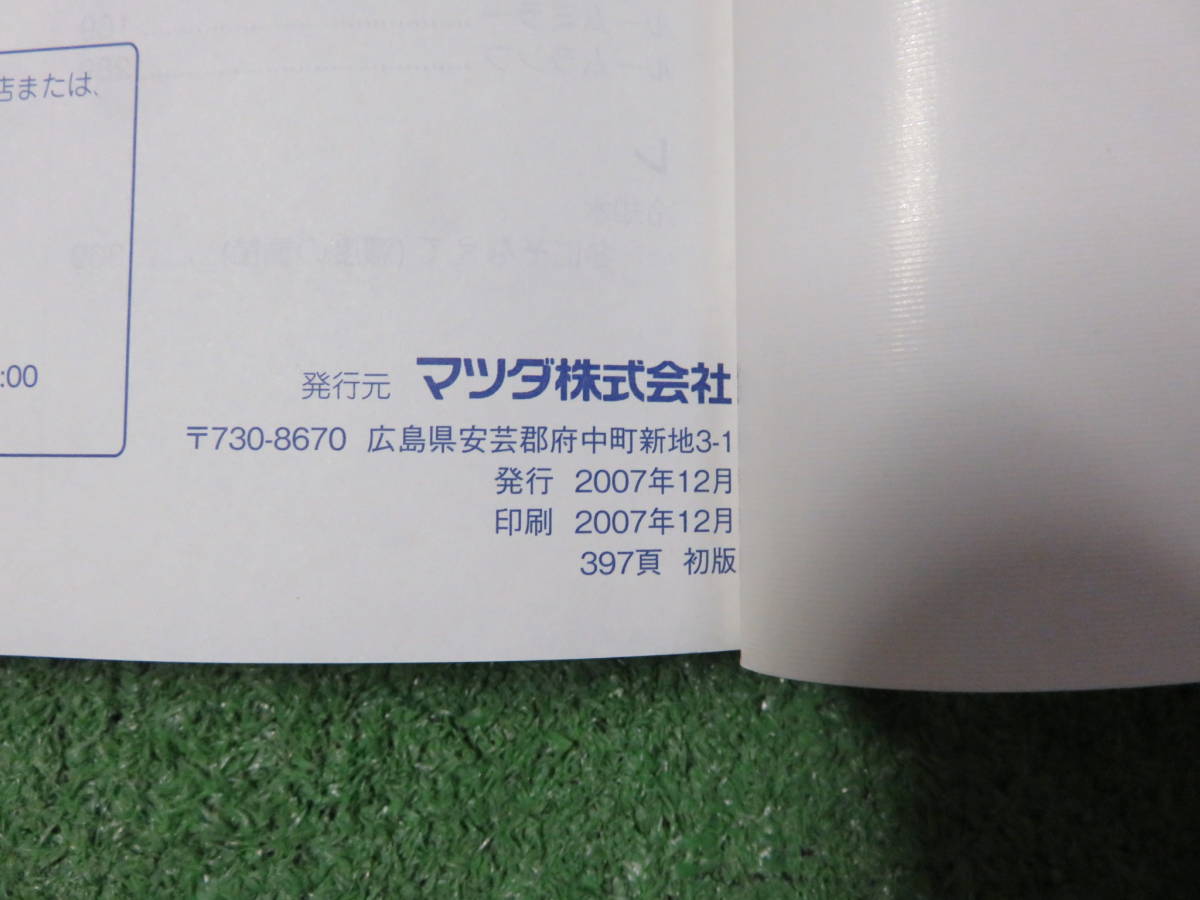 店または、
:00
発行元 マツダ株式会社
〒730-8670 広島県安芸郡府中町新地3-1
発行 2007年12月
印刷 2007年12月
397頁 初版